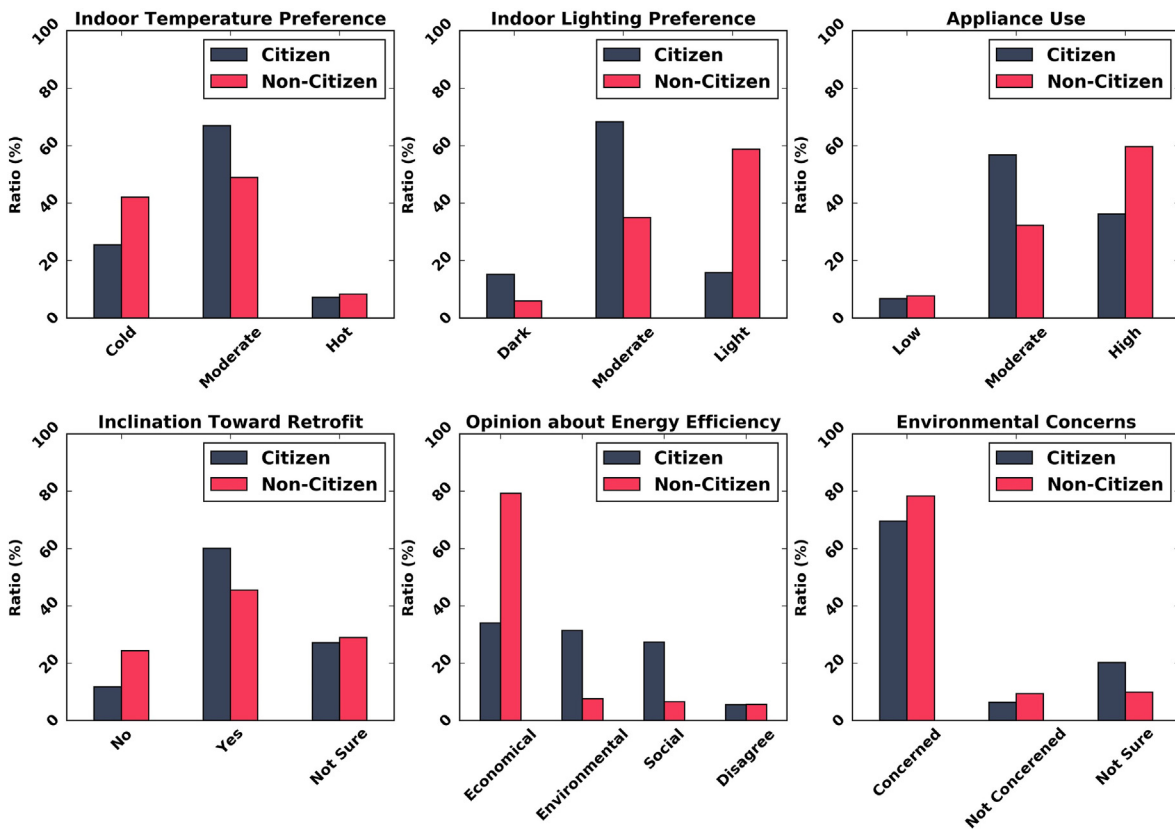 Indoor Temperature Preference
100
80
60
40
20
0
Ratio (%)
Citizen
Non-Citizen
Cold
Moderate
Hot
Indoor Lighting Preference
100
80
60
40
20
0
Ratio (%)
Citizen
Non-Citizen
Dark
Moderate
Light
Appliance Use
100
80
60
40
20
0
Ratio (%)
Citizen
Non-Citizen
Low
Moderate
High
Inclination Toward Retrofit
100
80
60
40
20
0
Ratio (%)
Citizen
Non-Citizen
No
Yes
Not Sure
Opinion about Energy Efficiency
100
80
60
40
20
0
Ratio (%)
Citizen
Non-Citizen
Economical
Environmental
Social
Disagree
Environmental Concerns
100
80
60
40
20
0
Ratio (%)
Citizen
Non-Citizen
Concerned
Not Concerened
Not Sure